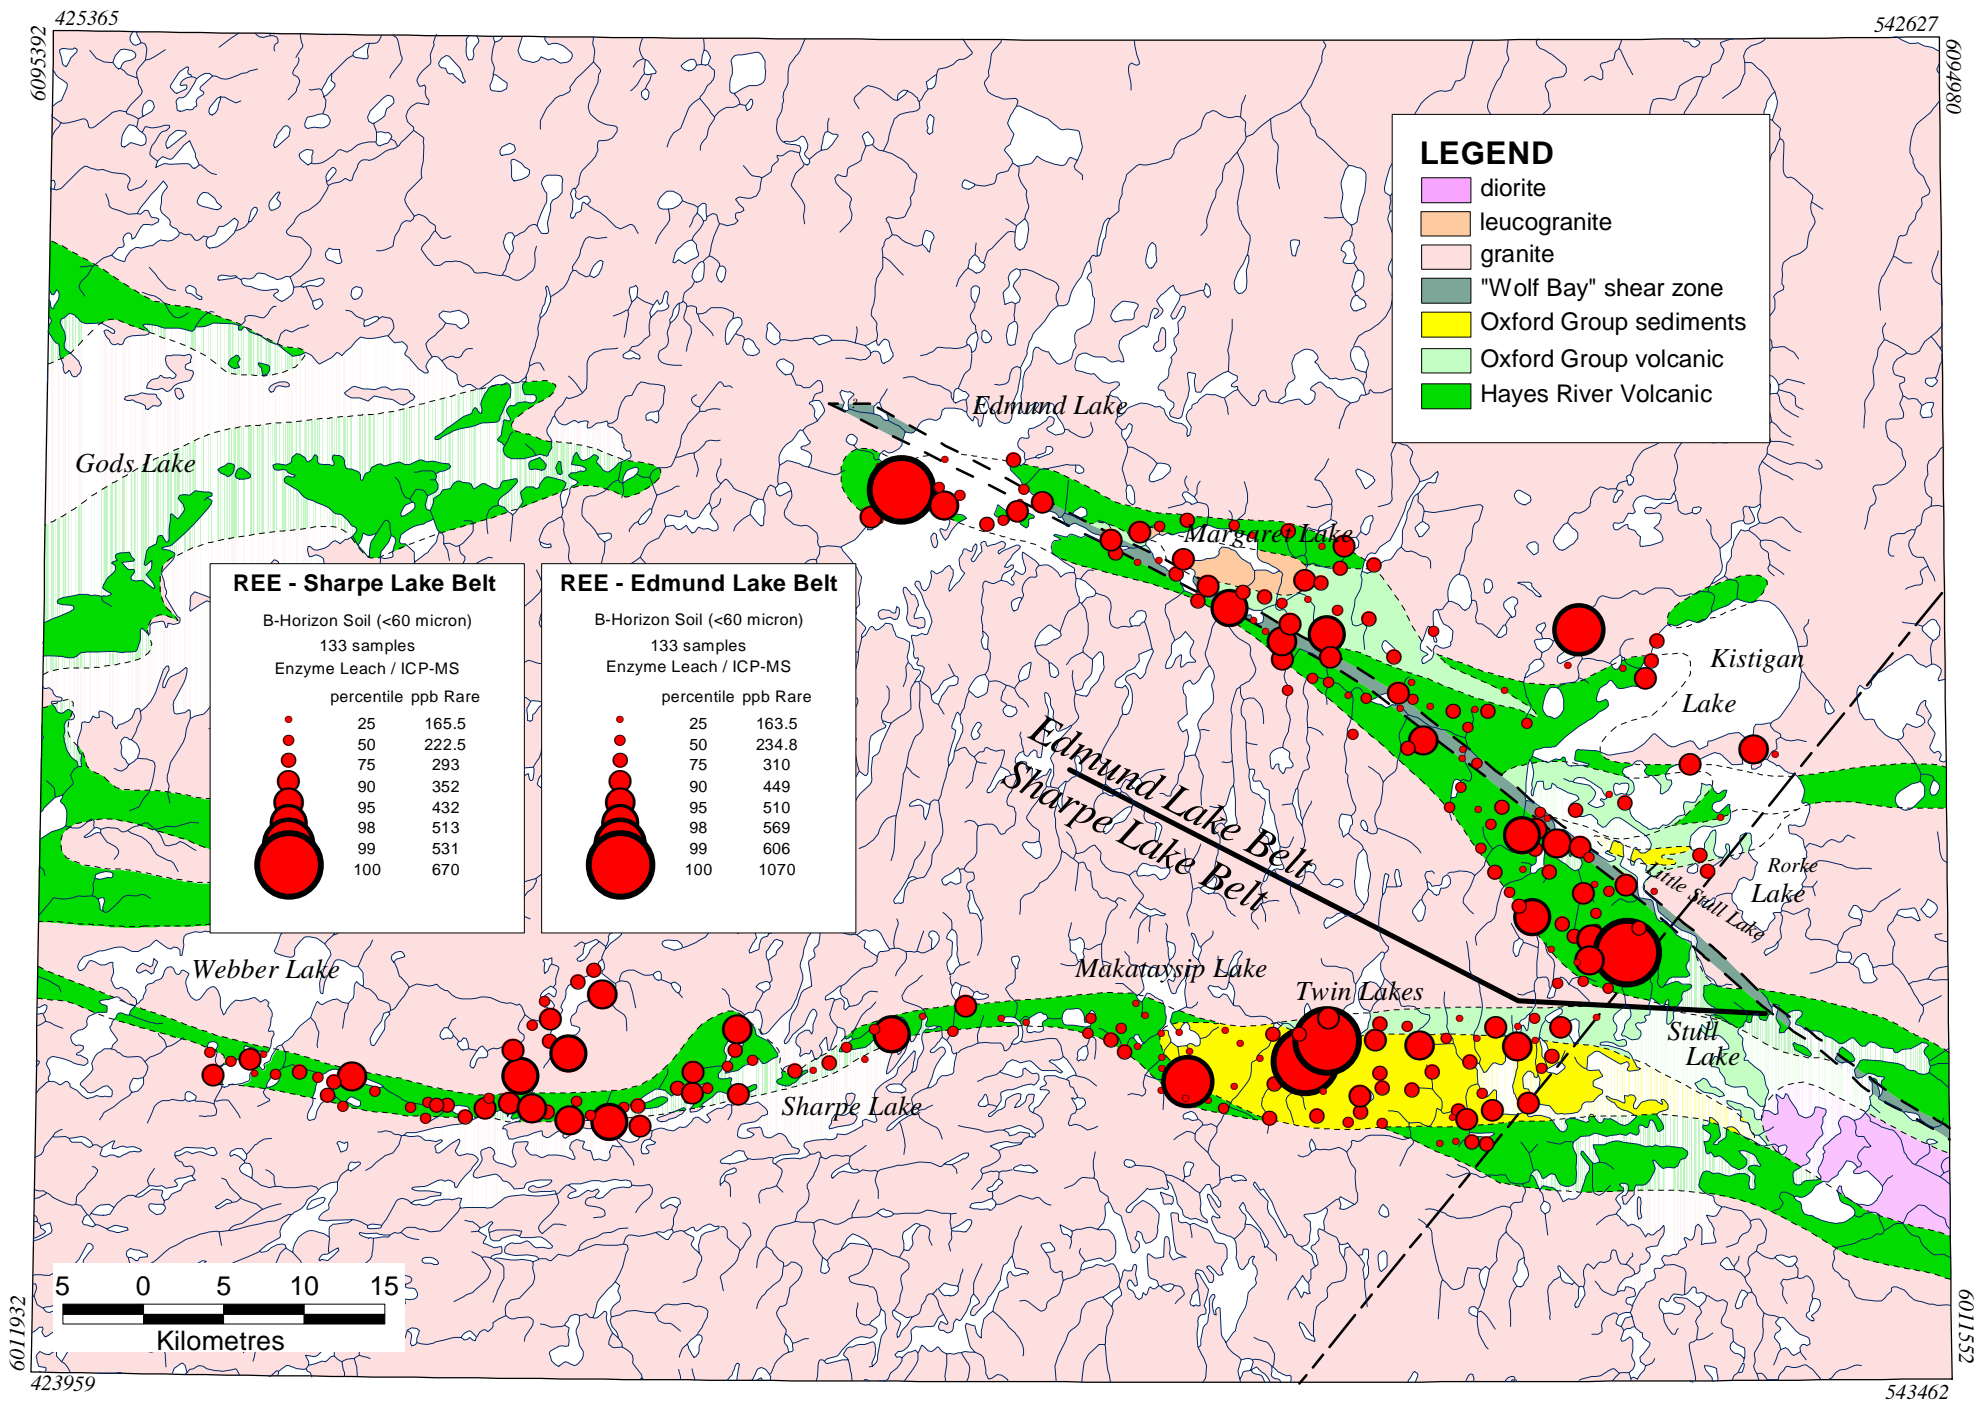 425365
542627
6095392
6094980
LEGEND
diorite
leucogranite
granite
"Wolf Bay" shear zone
Oxford Group sediments
Oxford Group volcanic
Hayes River Volcanic
Edmund Lake
Gods Lake
Margaret Lake
REE - Sharpe Lake Belt
B-Horizon Soil (<60 micron)
133 samples
Enzyme Leach / ICP-MS
percentile ppb Rare
25 165.5
50 222.5
75 293
90 352
95 432
98 513
99 531
100 670
REE - Edmund Lake Belt
B-Horizon Soil (<60 micron)
133 samples
Enzyme Leach / ICP-MS
percentile ppb Rare
25 163.5
50 234.8
75 310
90 449
95 510
98 569
99 606
100 1070
Kistigan
Lake
Edmund Lake Belt
Sharpe Lake Belt
Rorke
Lake
Little Stull Lake
Webber Lake
Makataysip Lake
Twin Lakes
Stull
Lake
Sharpe Lake
5 0 5 10 15
Kilometres
6011932
6011552
423959
543462